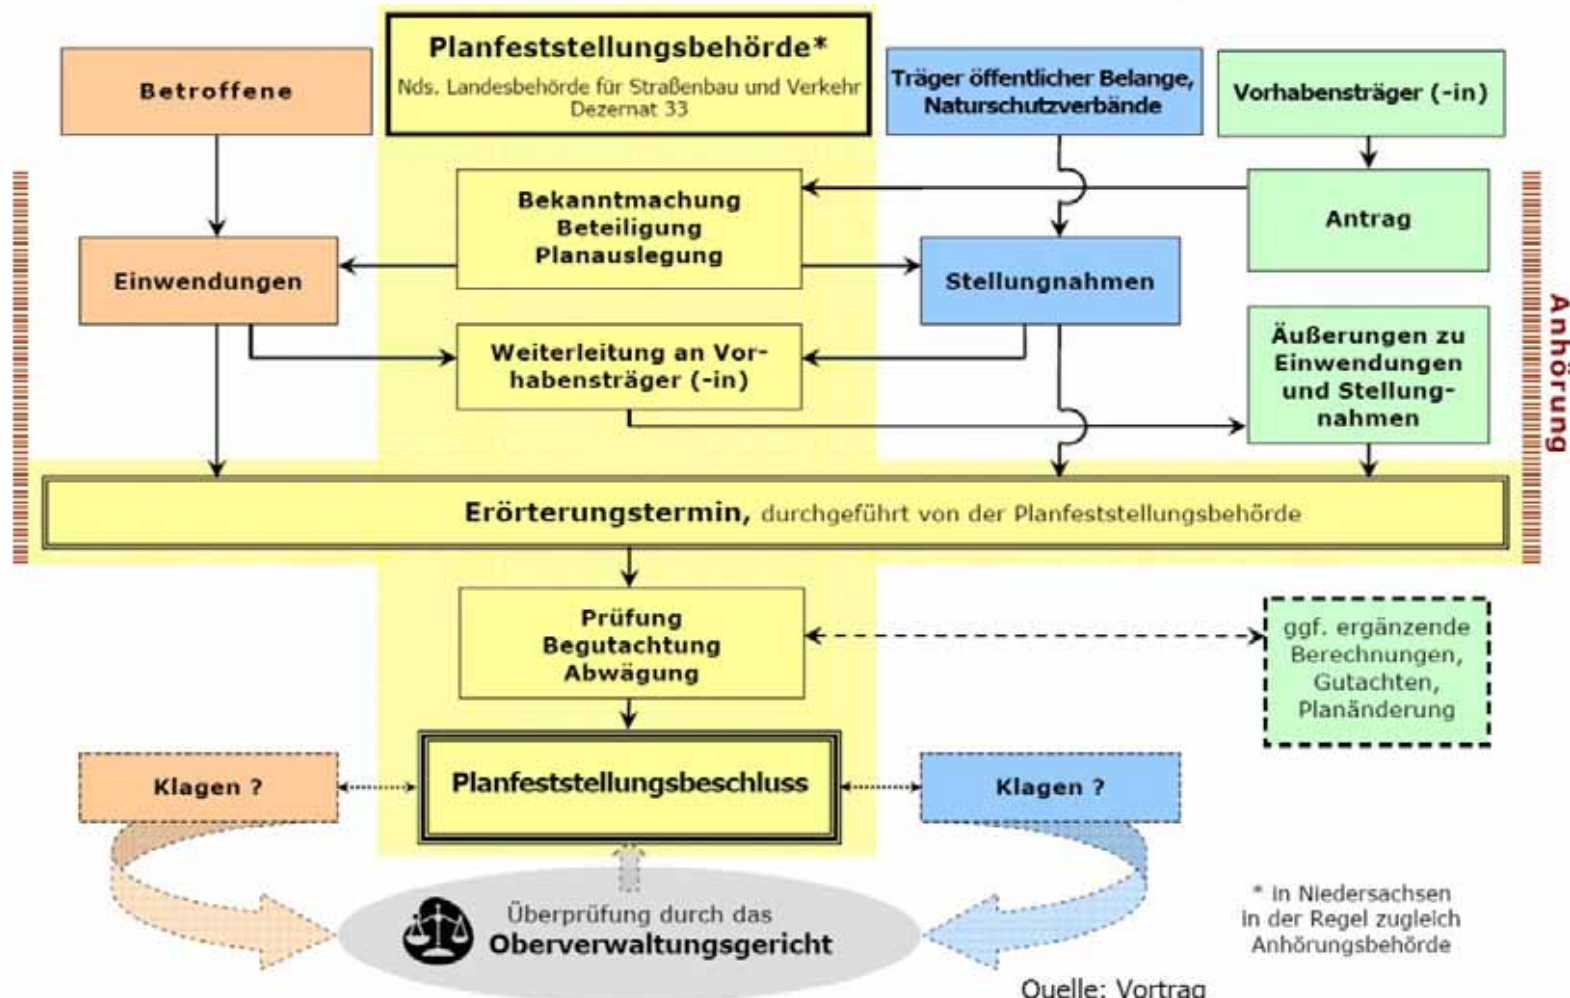 Betroffene
Planfeststellungsbehörde*
Nds. Landesbehörde für Straßenbau und Verkehr
Dezernat 33
Träger öffentlicher Belange,
Naturschutzverbände
Vorhabensträger (-in)
Bekanntmachung
Beteiligung
Planauslegung
Antrag
Einwendungen
Stellungnahmen
Weiterleitung an Vor-
habensträger (-in)
Äußerungen zu
Einwendungen
und Stellung-
nahmen
Anhörung
Erörterungstermin, durchgeführt von der Planfeststellungsbehörde
Prüfung
Begutachtung
Abwägung
ggf. ergänzende
Berechnungen,
Gutachten,
Planänderung
Klagen ?
Planfeststellungsbeschluss
Klagen ?
Überprüfung durch das
Oberverwaltungsgericht
* in Niedersachsen
in der Regel zugleich
Anhörungsbehörde
Quelle: Vortrag